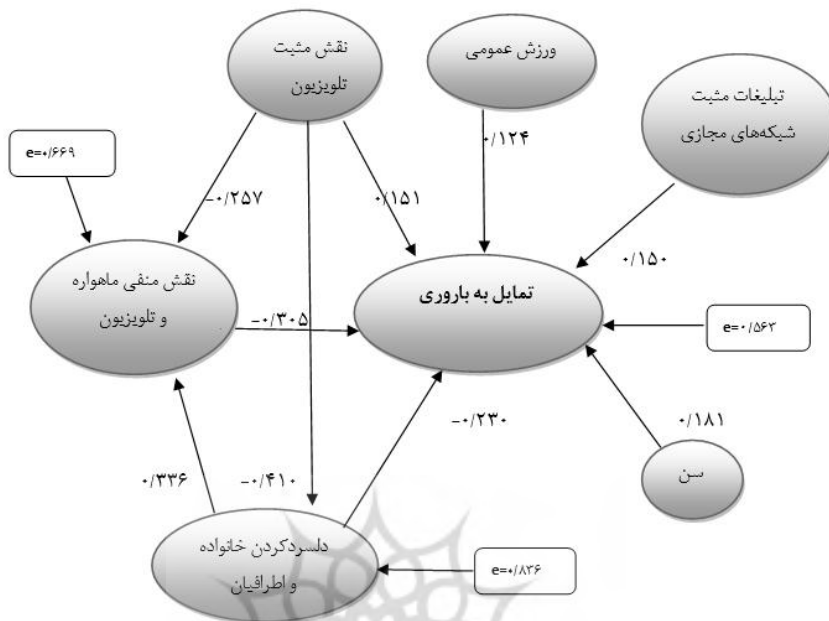 نقش مثبت
تلویزیون
ورزش عمومی
تبلیغات مثبت
شبکه‌های مجازی
e=۰/۶۶۹
-۰/۲۵۷
۰/۱۵۱
۰/۱۲۴
۰/۱۵۰
نقش منفی ماهواره
و تلویزیون
تمایل به باروری
-۰/۳۰۵
e=۰/۵۶۳
-۰/۲۳۰
۰/۱۸۱
سن
۰/۳۳۶
-۰/۴۱۰
دلسردکردن خانواده
و اطرافیان
e=۰/۸۳۶